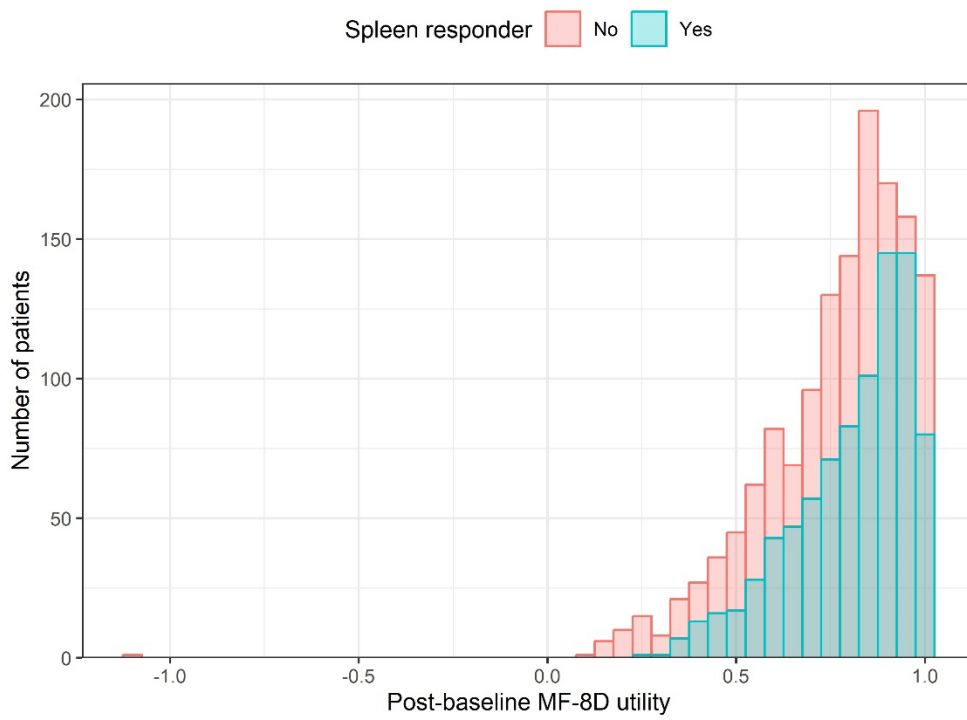 Spleen responder No Yes
200
150
100
50
0
Number of patients
-1.0 -0.5 0.0 0.5 1.0
Post-baseline MF-8D utility